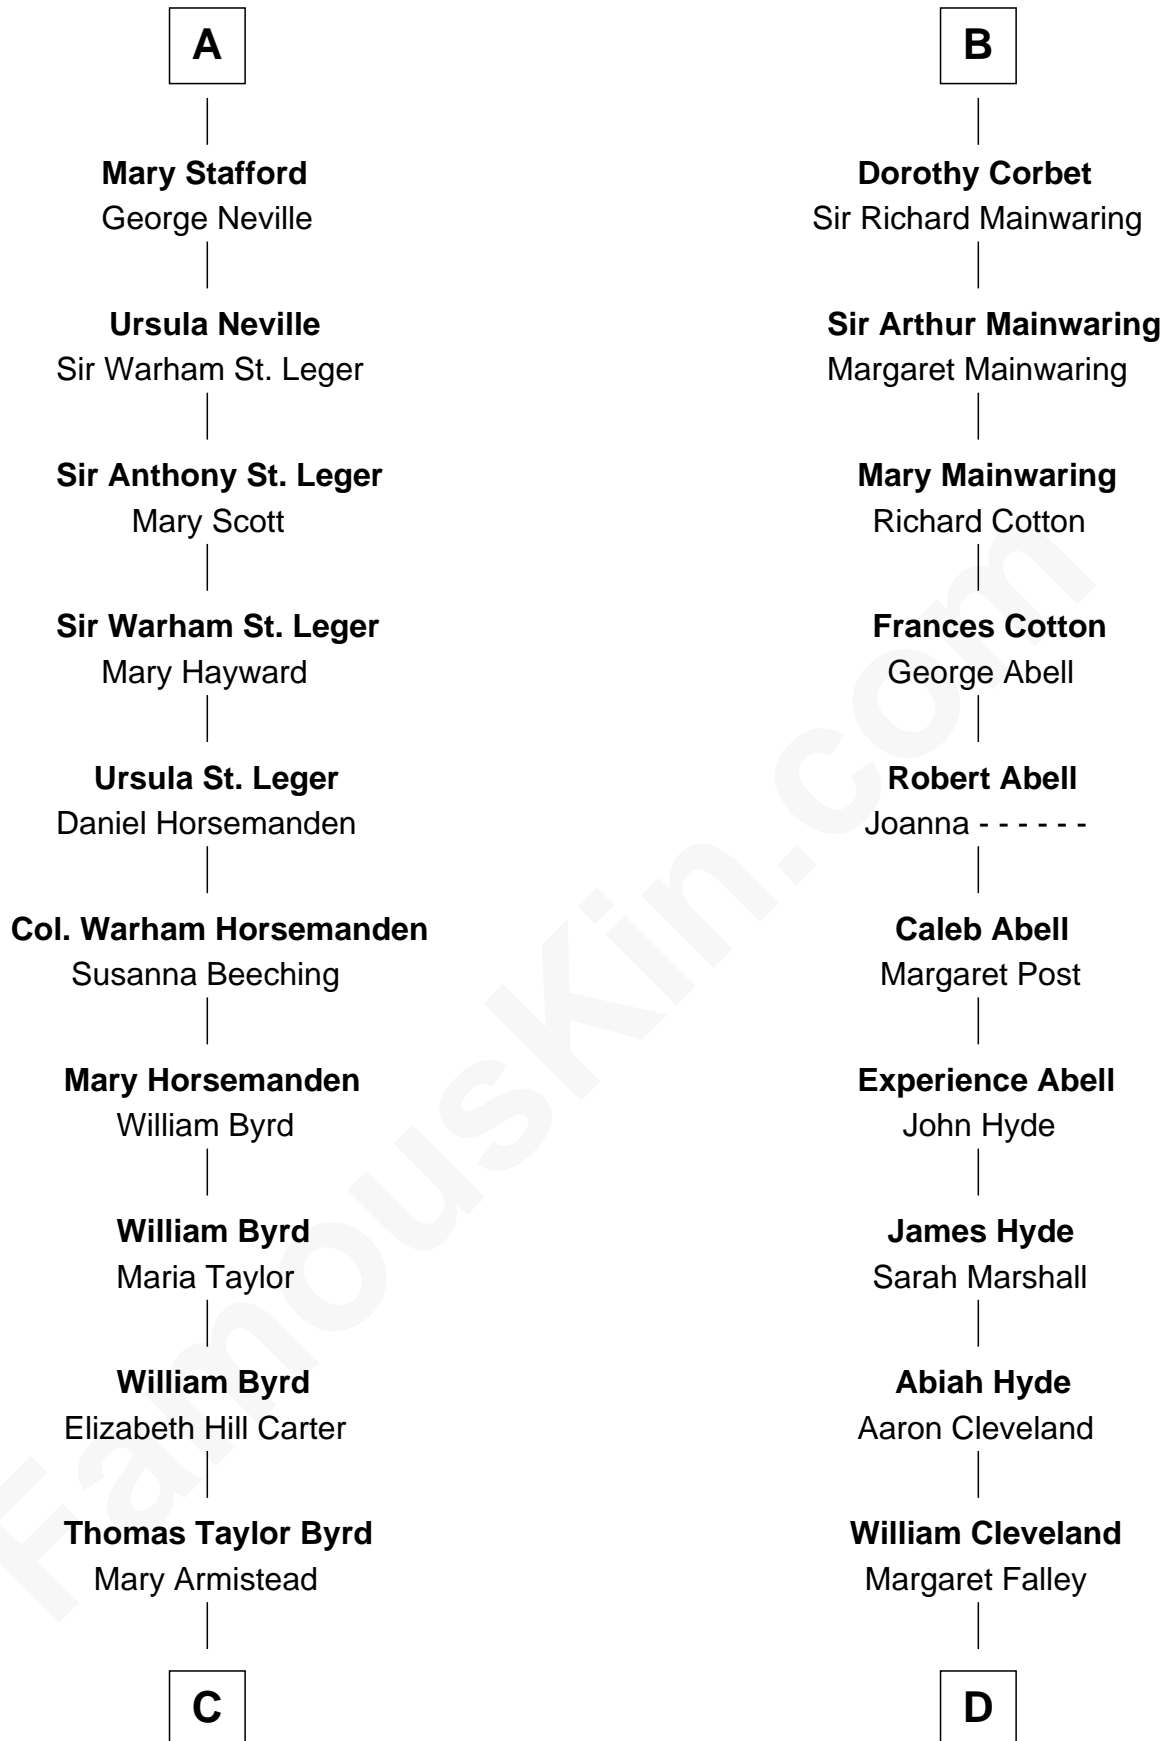 A
Mary Stafford
George Neville
Ursula Neville
Sir Warham St. Leger
Sir Anthony St. Leger
Mary Scott
Sir Warham St. Leger
Mary Hayward
Ursula St. Leger
Daniel Horsemanden
Col. Warham Horsemanden
Susanna Beeching
Mary Horsemanden
William Byrd
William Byrd
Maria Taylor
William Byrd
Elizabeth Hill Carter
Thomas Taylor Byrd
Mary Armistead
C
B
Dorothy Corbet
Sir Richard Mainwaring
Sir Arthur Mainwaring
Margaret Mainwaring
Mary Mainwaring
Richard Cotton
Frances Cotton
George Abell
Robert Abell
Joanna - - - - - -
Caleb Abell
Margaret Post
Experience Abell
John Hyde
James Hyde
Sarah Marshall
Abiah Hyde
Aaron Cleveland
William Cleveland
Margaret Falley
D
FamousKin.com